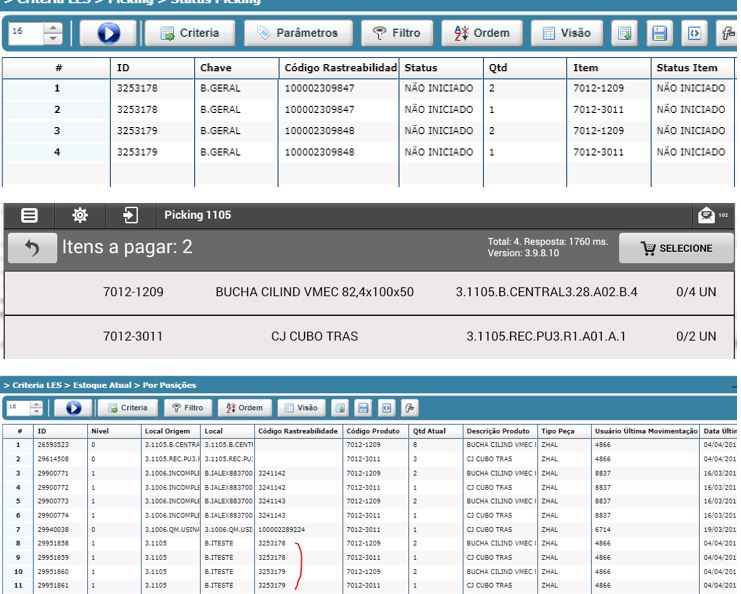 > Criteria LES > Picking > Status Picking
16 Criteria Parâmetros Filtro Ordem Visão
# ID Chave Código Rastreabilidad Status Qtd Item Status Item
1 3253178 B.GERAL 100002309847 NÃO INICIADO 2 7012-1209 NÃO INICIADO
2 3253178 B.GERAL 100002309847 NÃO INICIADO 1 7012-3011 NÃO INICIADO
3 3253179 B.GERAL 100002309848 NÃO INICIADO 2 7012-1209 NÃO INICIADO
4 3253179 B.GERAL 100002309848 NÃO INICIADO 1 7012-3011 NÃO INICIADO
Picking 1105 102
Itens a pagar: 2 Total: 4. Resposta: 1760 ms. SELECIONE
Version: 3.9.8.10
7012-1209 BUCHA CILIND VMEC 82,4x100x50 3.1105.B.CENTRAL3.28.A02.B.4 0/4 UN
7012-3011 CJ CUBO TRAS 3.1105.REC.PU3.R1.A01.A.1 0/2 UN
> Criteria LES > Estoque Atual > Por Posições
16 Criteria Filtro Ordem Visão
# ID Nível Local Origem Local Código Rastreabilidade Código Produto Qtd Atual Descrição Produto Tipo Peça Usuário Última Movimentação Data Últin
1 26593523 0 3.1105.B.CENTRA 3.1105.B.CENTI 7012-1209 8 BUCHA CILIND VMEC ZHAL 4866 04/04/201
2 29614508 0 3.1105.REC.PU3. 3.1105.REC.PU: 7012-3011 3 CJ CUBO TRAS ZHAL 4866 04/04/201
3 29900771 1 3.1006.INCOMPLE B.IALEX883700 3241142 7012-1209 2 BUCHA CILIND VMEC ZHAL 8837 16/03/201
4 29900772 1 3.1006.INCOMPLE B.IALEX883700 3241142 7012-3011 1 CJ CUBO TRAS ZHAL 8837 16/03/201
5 29900773 1 3.1006.INCOMPLE B.IALEX883700 3241143 7012-1209 2 BUCHA CILIND VMEC ZHAL 8837 16/03/201
6 29900774 1 3.1006.INCOMPLE B.IALEX883700 3241143 7012-3011 1 CJ CUBO TRAS ZHAL 8837 16/03/201
7 29940038 0 3.1006.QM.USINA 3.1006.QM.USI 100002289224 7012-3011 1 CJ CUBO TRAS ZHAL 6714 19/03/201
8 29951858 1 3.1105 B.ITESTE 3253178 7012-1209 2 BUCHA CILIND VMEC ZHAL 4866 04/04/201
9 29951859 1 3.1105 B.ITESTE 3253178 7012-3011 1 CJ CUBO TRAS ZHAL 4866 04/04/201
10 29951860 1 3.1105 B.ITESTE 3253179 7012-1209 2 BUCHA CILIND VMEC ZHAL 4866 04/04/201
11 29951861 1 3.1105 B.ITESTE 3253179 7012-3011 1 CJ CUBO TRAS ZHAL 4866 04/04/201